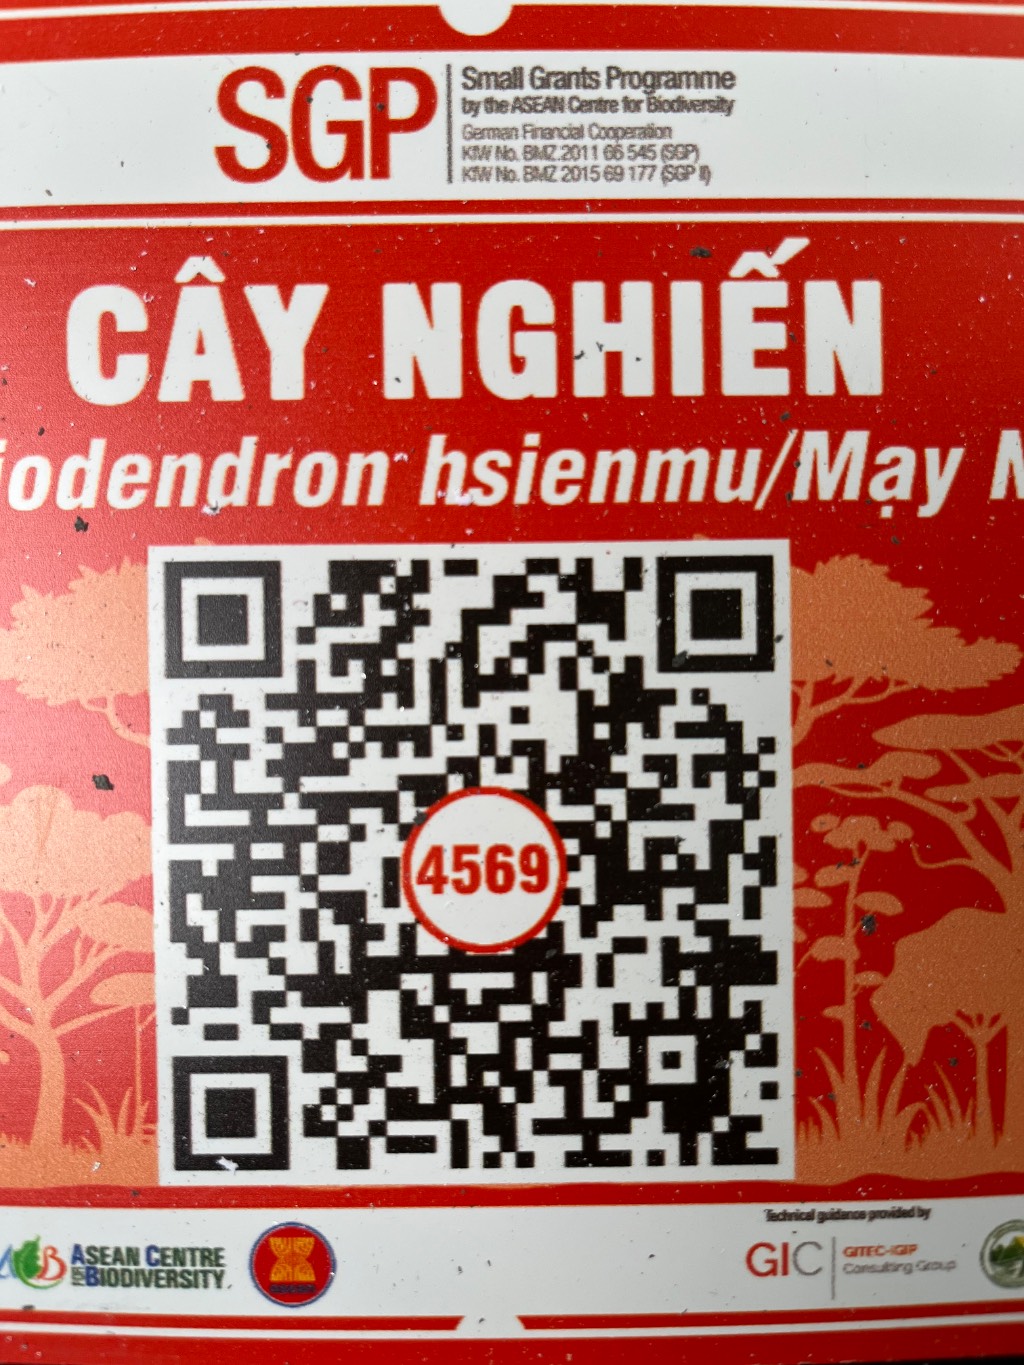 SGP
Small Grants Programme
by the ASEAN Centre for Biodiversity
German Financial Cooperation
KfW No. BMZ 2011 66 545 (SGP)
KfW No. BMZ 2015 69 177 (SGP II)
CÂY NGHIẾN
iodendron hsienmu/Mạy N
4569
ACB
ASEAN CENTRE
FOR BIODIVERSITY
Technical guidance provided by
GIC
GITEC-IGIP
Consulting Group